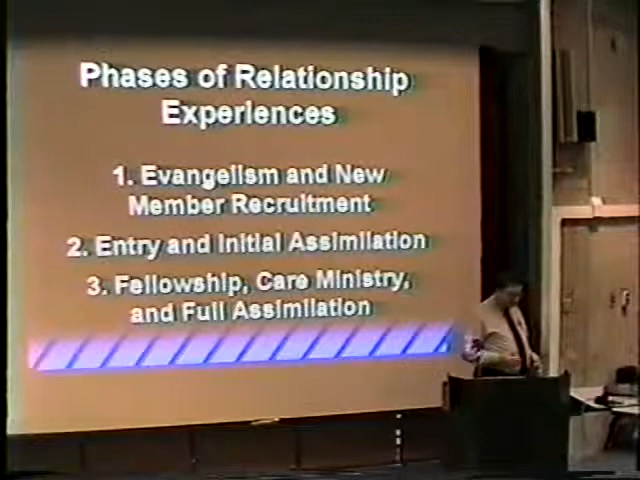 Phases of Relationship
Experiences
1. Evangelism and New
Member Recruitment
2. Entry and Initial Assimilation
3. Fellowship, Care Ministry,
and Full Assimilation